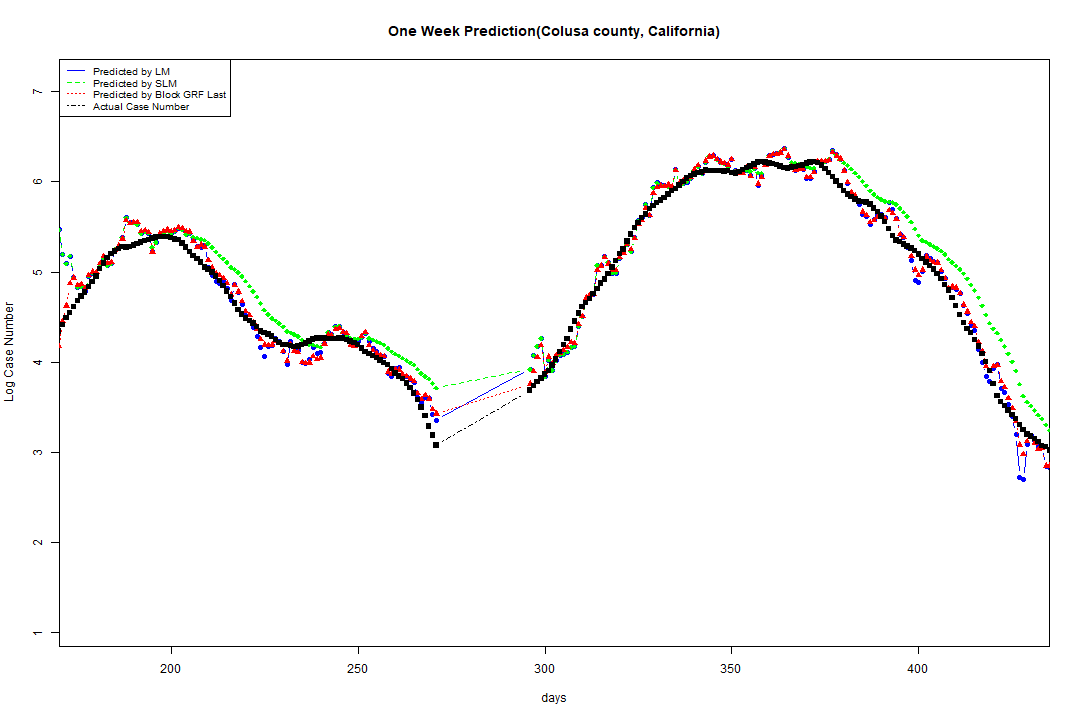 One Week Prediction(Colusa county, California)
Predicted by LM
Predicted by SLM
Predicted by Block GRF Last
Actual Case Number
7
6
5
4
3
2
1
Log Case Number
200 250 300 350 400
days